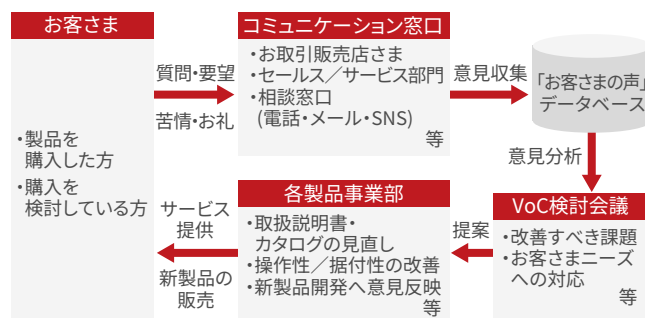 お客さま
・製品を
購入した方
・購入を
検討している方
質問・要望
苦情・お礼
コミュニケーション窓口
・お取引販売店さま
・セールス／サービス部門
・相談窓口
(電話・メール・SNS)
等
意見収集
「お客さまの声」
データベース
意見分析
VoC検討会議
・改善すべき課題
・お客さまニーズ
への対応
等
提案
各製品事業部
・取扱説明書・
カタログの見直し
・操作性／据付性の改善
・新製品開発へ意見反映
等
サービス
提供
新製品の
販売